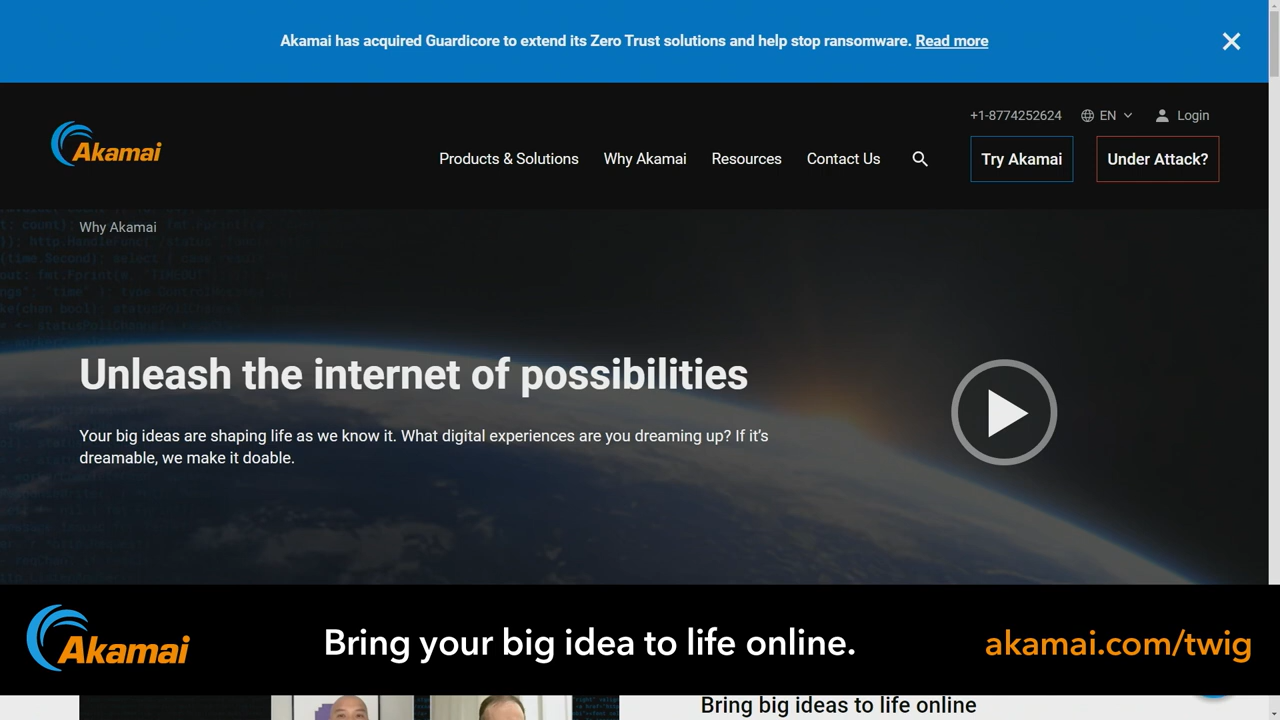 Akamai has acquired Guardicore to extend its Zero Trust solutions and help stop ransomware. Read more
+1-8774252624 EN Login
Akamai
Products & Solutions Why Akamai Resources Contact Us Try Akamai Under Attack?
Why Akamai
Unleash the internet of possibilities
Your big ideas are shaping life as we know it. What digital experiences are you dreaming up? If it's
dreamable, we make it doable.
Akamai Bring your big idea to life online. akamai.com/twig
Bring big ideas to life online